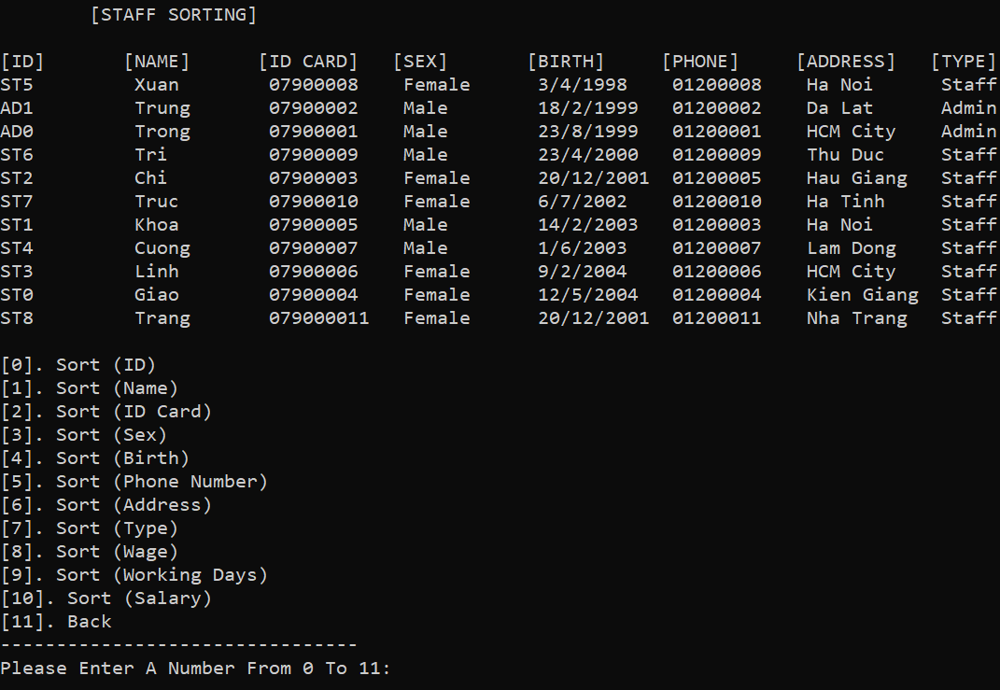 [STAFF SORTING]
[ID] [NAME] [ID CARD] [SEX] [BIRTH] [PHONE] [ADDRESS] [TYPE]
ST5 Xuan 07900008 Female 3/4/1998 01200008 Ha Noi Staff
AD1 Trung 07900002 Male 18/2/1999 01200002 Da Lat Admin
AD0 Trong 07900001 Male 23/8/1999 01200001 HCM City Admin
ST6 Tri 07900009 Male 23/4/2000 01200009 Thu Duc Staff
ST2 Chi 07900003 Female 20/12/2001 01200005 Hau Giang Staff
ST7 Truc 07900010 Female 6/7/2002 01200010 Ha Tinh Staff
ST1 Khoa 07900005 Male 14/2/2003 01200003 Ha Noi Staff
ST4 Cuong 07900007 Male 1/6/2003 01200007 Lam Dong Staff
ST3 Linh 07900006 Female 9/2/2004 01200006 HCM City Staff
ST0 Giao 07900004 Female 12/5/2004 01200004 Kien Giang Staff
ST8 Trang 079000011 Female 20/12/2001 01200011 Nha Trang Staff
[0]. Sort (ID)
[1]. Sort (Name)
[2]. Sort (ID Card)
[3]. Sort (Sex)
[4]. Sort (Birth)
[5]. Sort (Phone Number)
[6]. Sort (Address)
[7]. Sort (Type)
[8]. Sort (Wage)
[9]. Sort (Working Days)
[10]. Sort (Salary)
[11]. Back
--------------------------------
Please Enter A Number From 0 To 11: